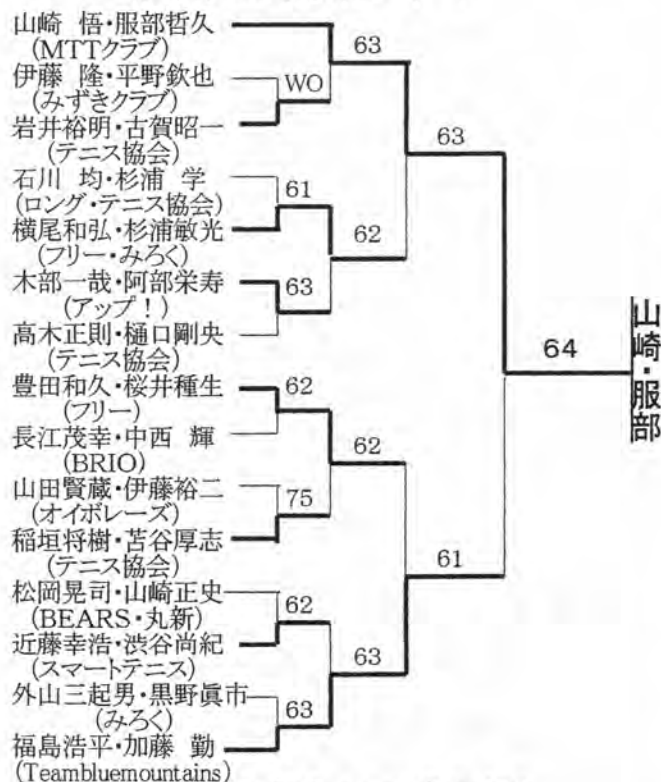 山崎 悟・服部哲久
(MTTクラブ)
伊藤 隆・平野欽也
(みずきクラブ)
岩井裕明・古賀昭一
(テニス協会)
石川 均・杉浦 学
(ロング・テニス協会)
横尾和弘・杉浦敏光
(フリー・みろく)
木部一哉・阿部栄寿
(アップ!)
高木正則・樋口剛央
(テニス協会)
豊田和久・桜井種生
(フリー)
長江茂幸・中西 輝
(BRIO)
山田賢蔵・伊藤裕二
(オイボレーズ)
稲垣将樹・苫谷厚志
(テニス協会)
松岡晃司・山崎正史
(BEARS・丸新)
近藤幸浩・渋谷尚紀
(スマートテニス)
外山三起男・黒野眞市
(みろく)
福島浩平・加藤 勤
(Teambluemountains)
WO
61
63
62
75
62
63
63
62
62
63
63
61
64
山崎・服部